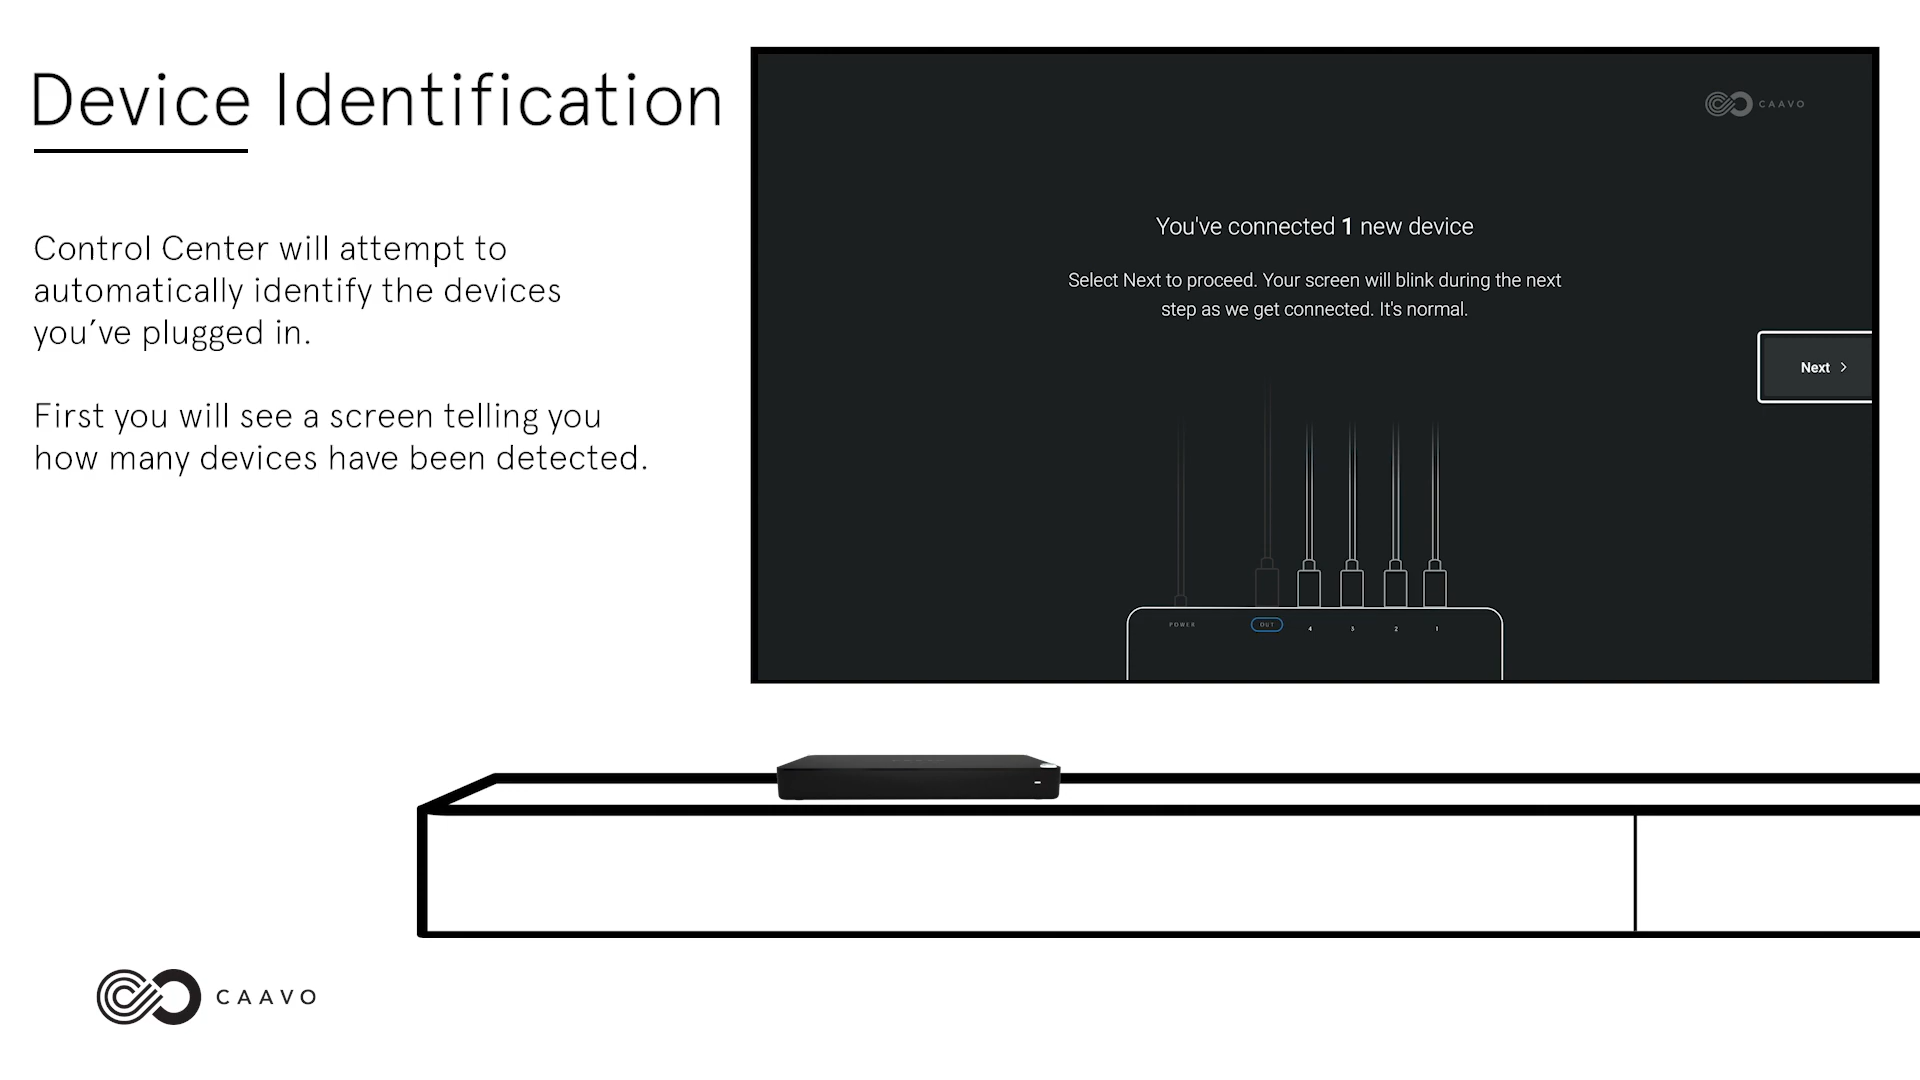 Device Identification
Control Center will attempt to
automatically identify the devices
you’ve plugged in.
First you will see a screen telling you
how many devices have been detected.
CAAVO
You've connected 1 new device
Select Next to proceed. Your screen will blink during the next
step as we get connected. It's normal.
Next
POWER OUT 4 3 2 1
CAAVO